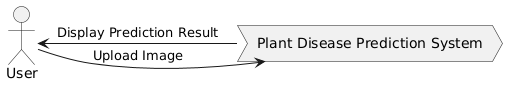 Display Prediction Result
Plant Disease Prediction System
Upload Image
User